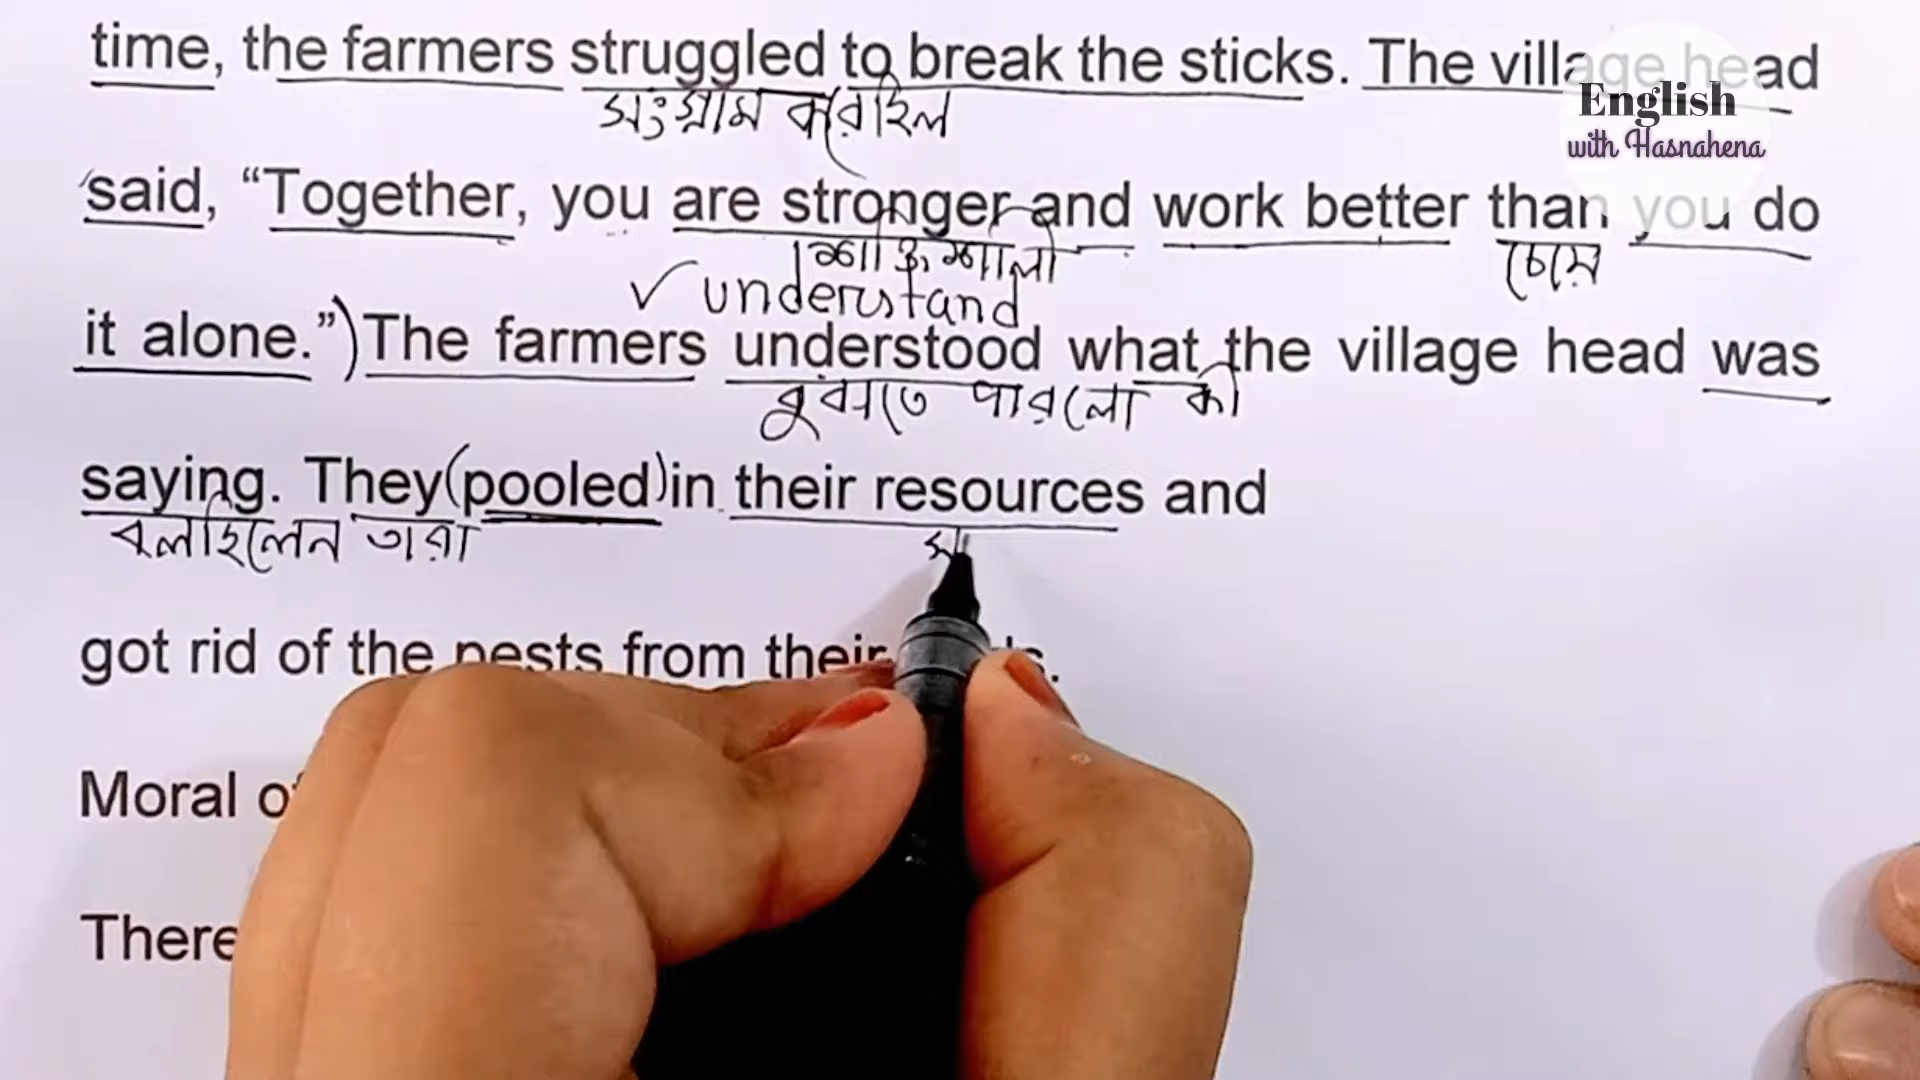 time, the farmers struggled to break the sticks. The village head
সংগ্রাম করেছিল
English
with Hasnahena
said, “Together, you are stronger and work better than you do
শক্তিশালী
চেয়ে
✓ understand
it alone.”) The farmers understood what the village head was
বুঝতে পারলো কী
saying. They (pooled) in their resources and
বলছিলেন তারা
স
got rid of the pests from their
Moral
There